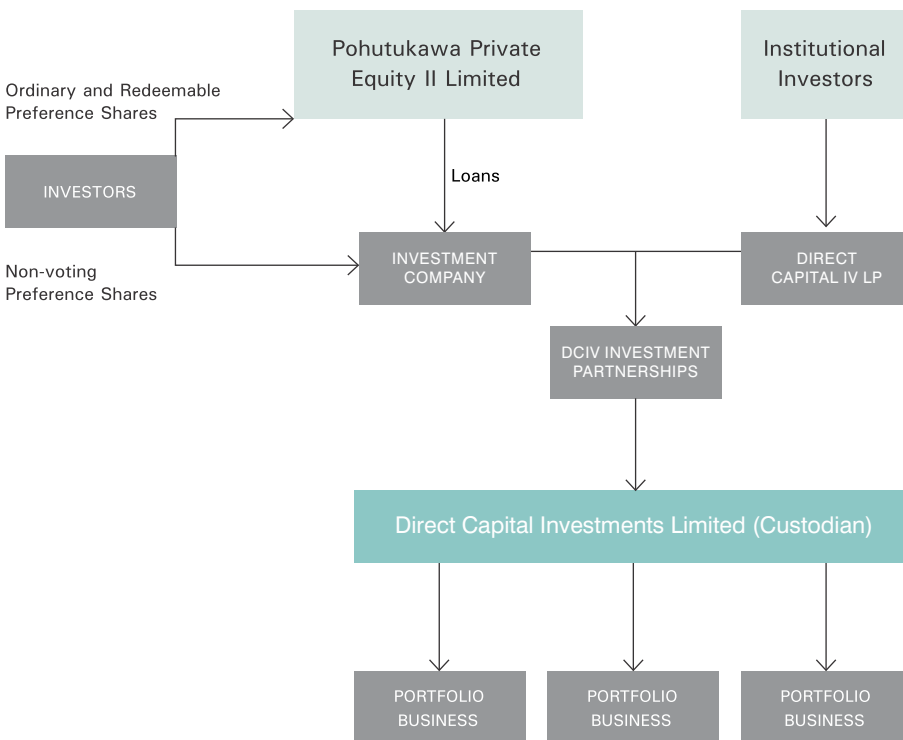 Pohutukawa Private
Equity II Limited
Institutional
Investors
Ordinary and Redeemable
Preference Shares
INVESTORS
Loans
Non-voting
Preference Shares
INVESTMENT
COMPANY
DIRECT
CAPITAL IV LP
DCIV INVESTMENT
PARTNERSHIPS
Direct Capital Investments Limited (Custodian)
PORTFOLIO
BUSINESS
PORTFOLIO
BUSINESS
PORTFOLIO
BUSINESS